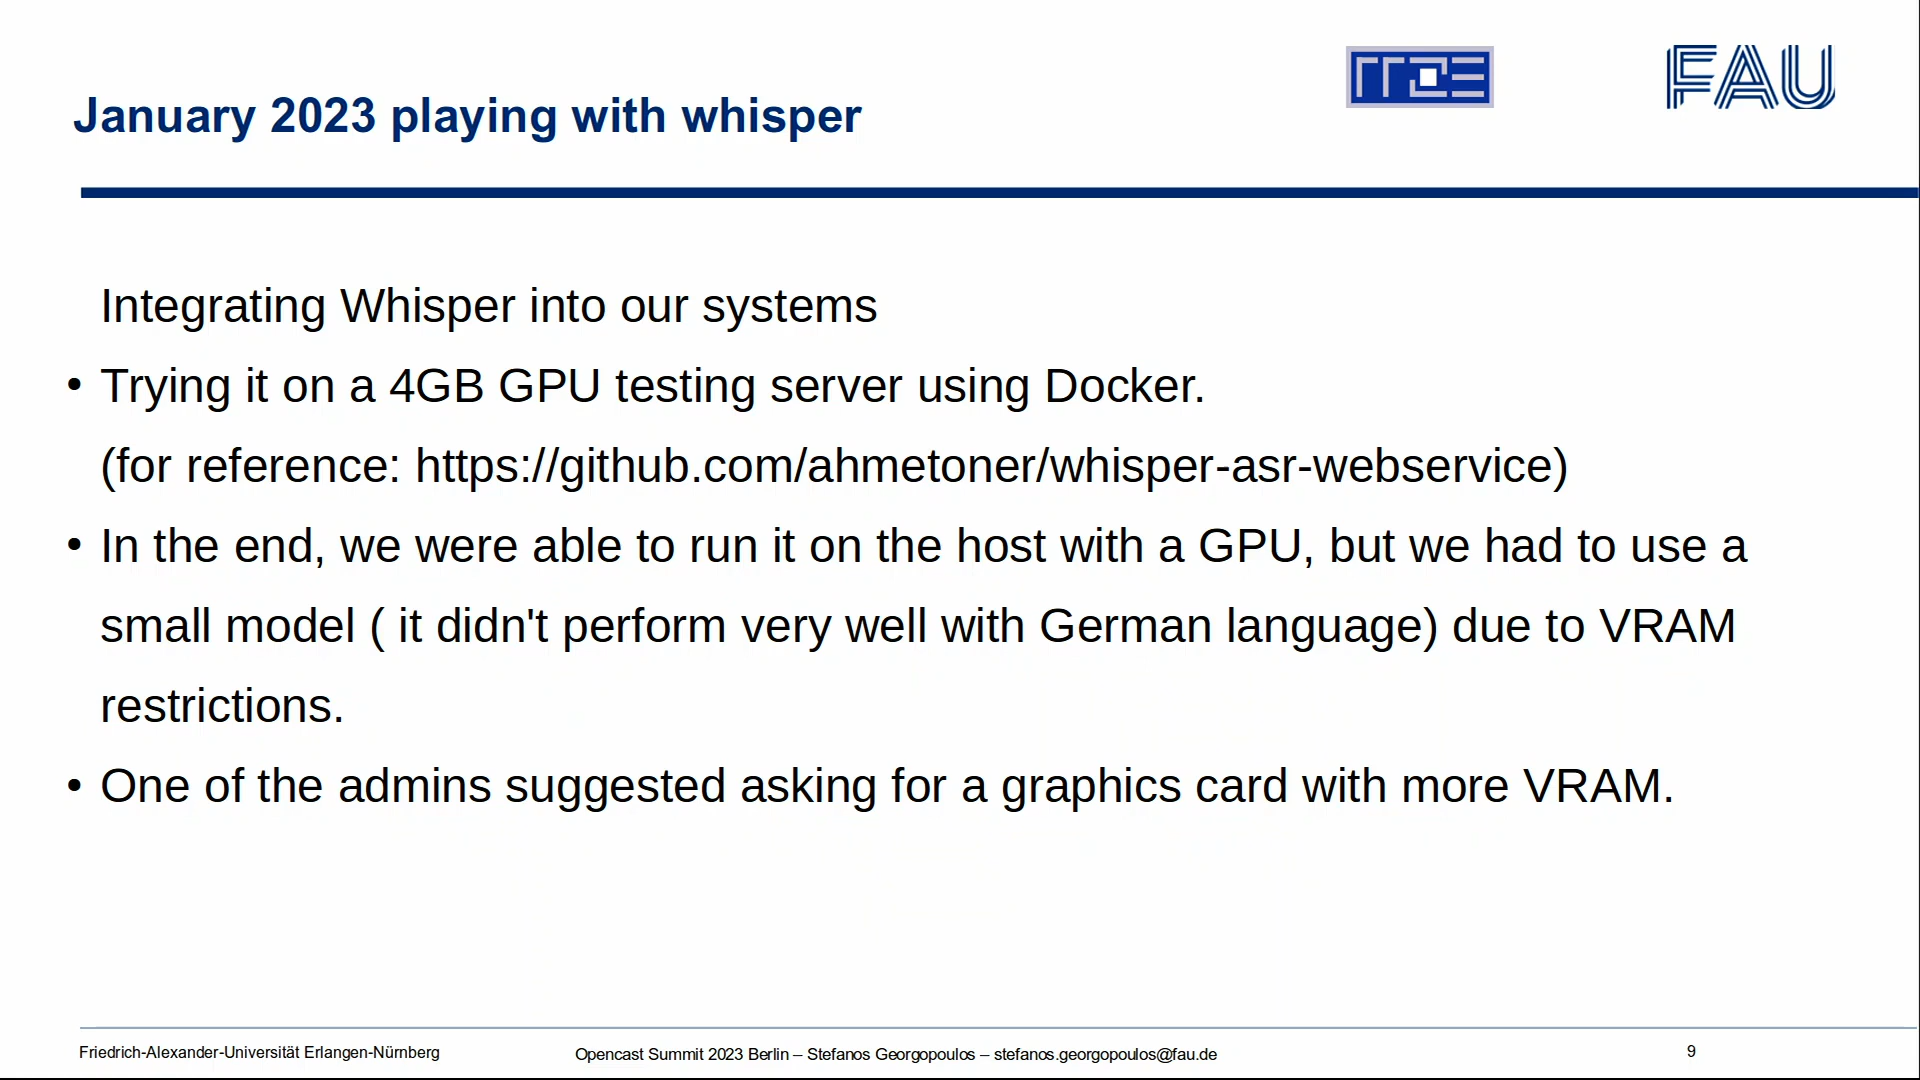 January 2023 playing with whisper
rrze
FAU
Integrating Whisper into our systems
• Trying it on a 4GB GPU testing server using Docker.
(for reference: https://github.com/ahmetoner/whisper-asr-webservice)
• In the end, we were able to run it on the host with a GPU, but we had to use a
small model ( it didn't perform very well with German language) due to VRAM
restrictions.
• One of the admins suggested asking for a graphics card with more VRAM.
Friedrich-Alexander-Universität Erlangen-Nürnberg
Opencast Summit 2023 Berlin – Stefanos Georgopoulos – stefanos.georgopoulos@fau.de
9